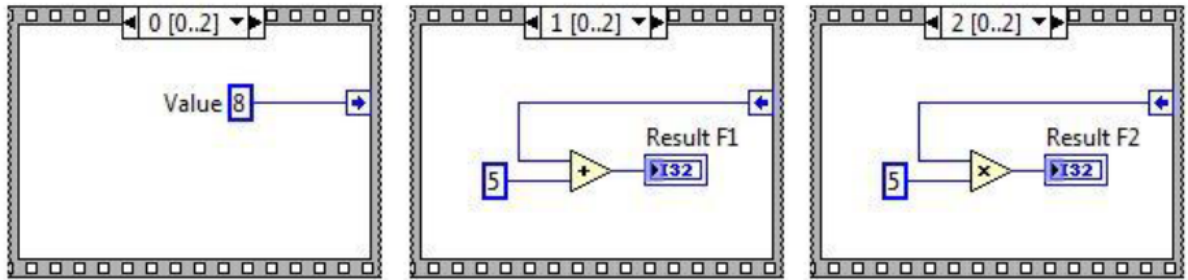 0 [0..2]
Value 8
1 [0..2]
Result F1
5 + I32
2 [0..2]
Result F2
5 × I32